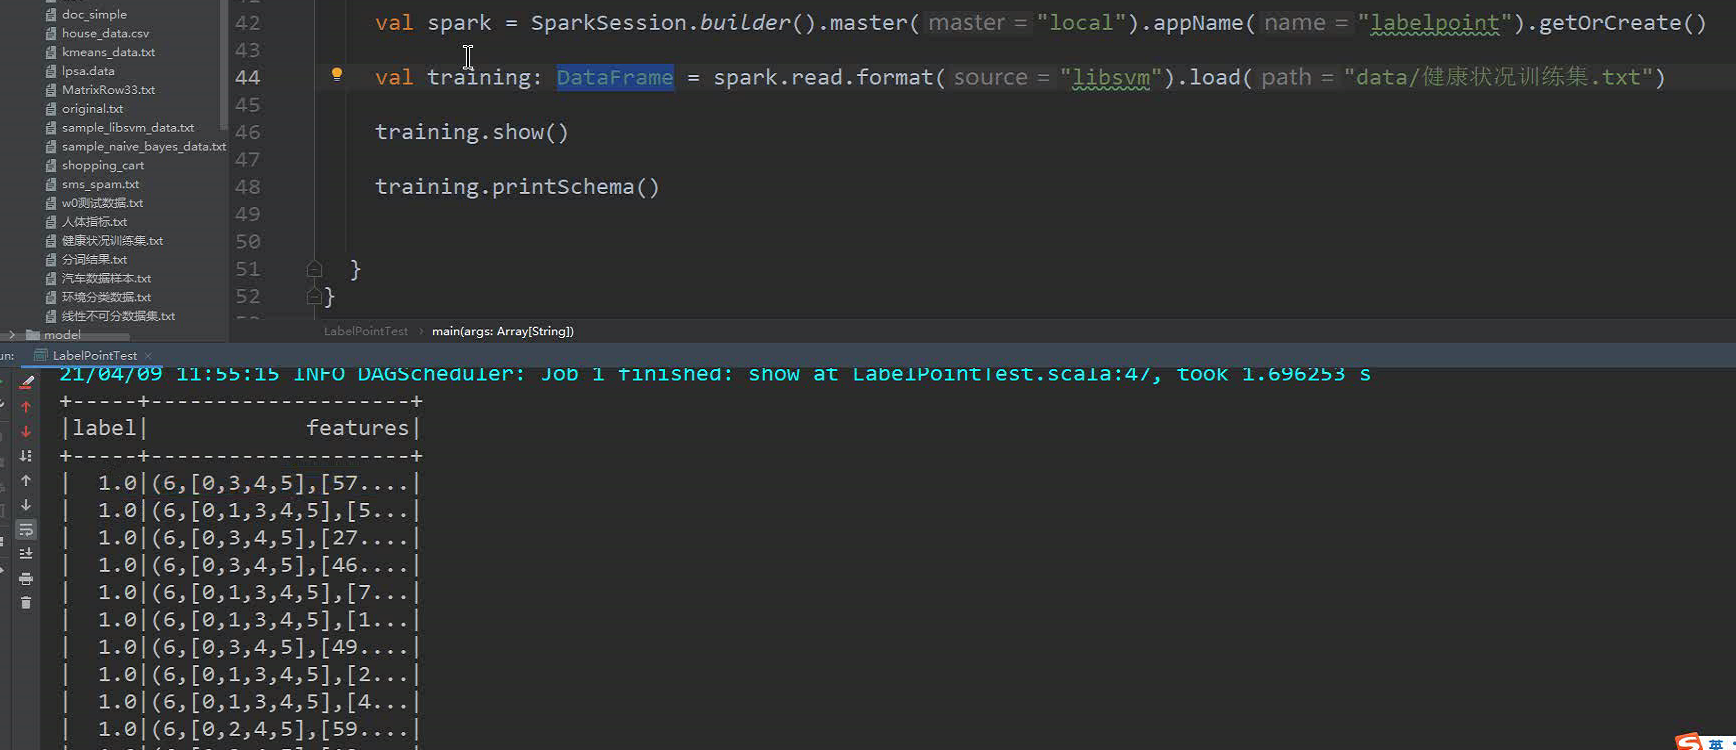 doc_simple
house_data.csv
kmeans_data.txt
lpsa.data
MatrixRow33.txt
original.txt
sample_libsvm_data.txt
sample_naive_bayes_data.txt
shopping_cart
sms_spam.txt
w0测试数据.txt
人体指标.txt
健康状况训练集.txt
分词结果.txt
汽车数据样本.txt
环境分类数据.txt
线性不可分数据集.txt
model
42 val spark = SparkSession.builder().master( master = "local").appName( name = "labelpoint").getOrCreate()
43
44 val training: DataFrame = spark.read.format( source = "libsvm").load( path = "data/健康状况训练集.txt")
45
46 training.show()
47
48 training.printSchema()
49
50
51 }
52 }
LabelPointTest > main(args: Array[String])
un: LabelPointTest ×
21/04/09 11:55:15 INFO DAGScheduler: Job 1 finished: show at LabelPointTest.scala:47, took 1.696253 s
+-----+--------------------+
|label|            features|
+-----+--------------------+
|  1.0|(6,[0,3,4,5],[57....|
|  1.0|(6,[0,1,3,4,5],[5...|
|  1.0|(6,[0,3,4,5],[27....|
|  1.0|(6,[0,3,4,5],[46....|
|  1.0|(6,[0,1,3,4,5],[7...|
|  1.0|(6,[0,1,3,4,5],[1...|
|  1.0|(6,[0,3,4,5],[49....|
|  1.0|(6,[0,1,3,4,5],[2...|
|  1.0|(6,[0,1,3,4,5],[4...|
|  1.0|(6,[0,2,4,5],[59....|
英